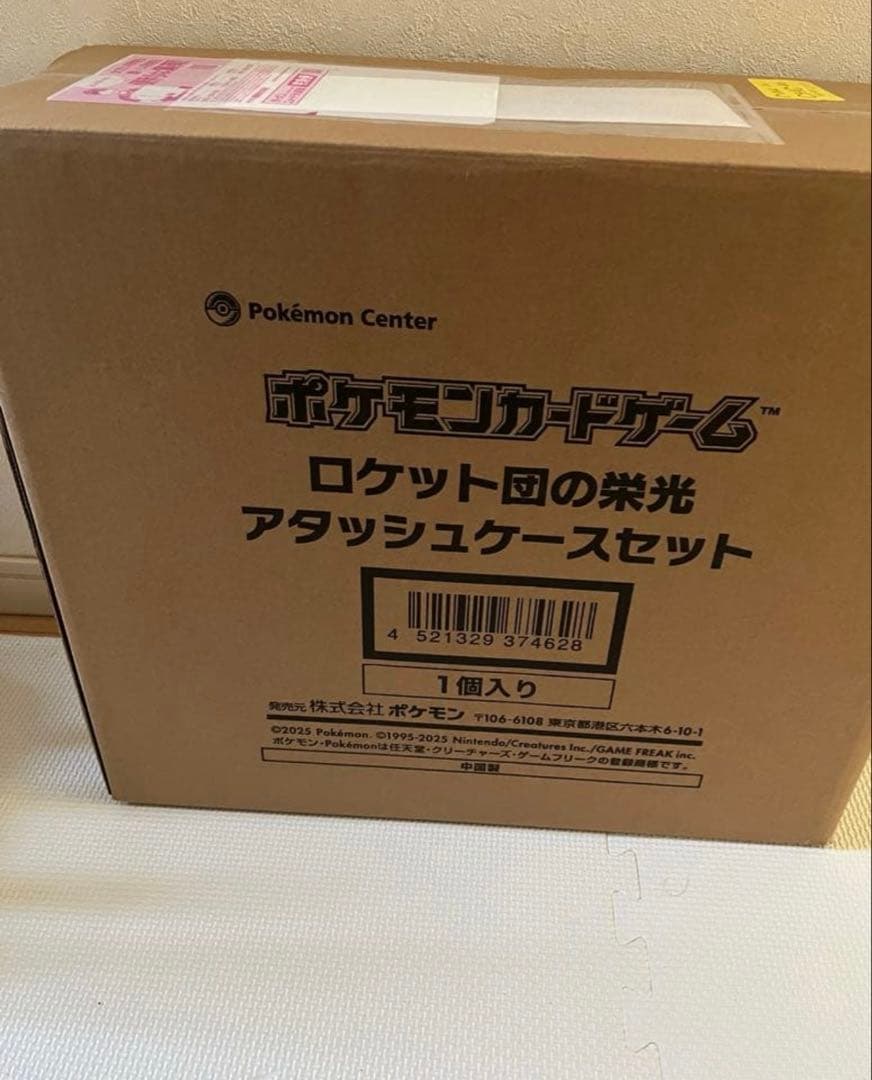 Pokémon Center
ポケモンカードゲーム™
ロケット団の栄光
アタッシュケースセット
4 521329 374628
1個入り
発売元 株式会社 ポケモン 〒106-6108 東京都港区六本木6-10-1
©2025 Pokémon. ©1995-2025 Nintendo/Creatures Inc./GAME FREAK inc.
ポケモン・Pokémonは任天堂・クリーチャーズ・ゲームフリークの登録商標です。
中国製